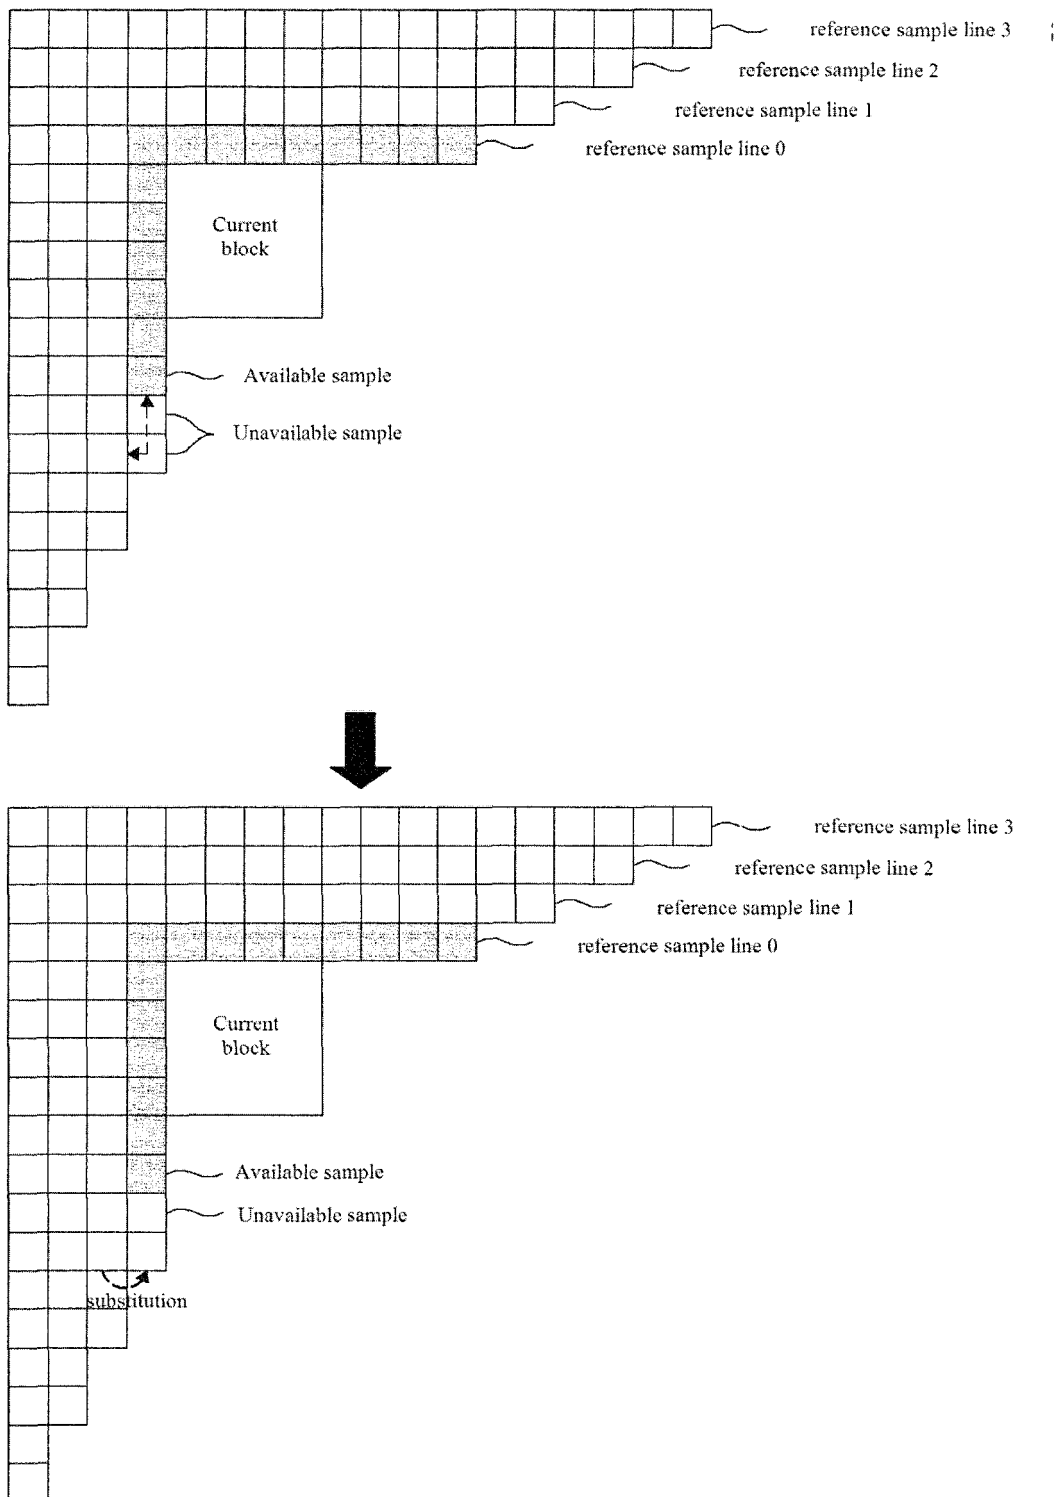 reference sample line 3
reference sample line 2
reference sample line 1
reference sample line 0
Current
block
Available sample
Unavailable sample
reference sample line 3
reference sample line 2
reference sample line 1
reference sample line 0
Current
block
Available sample
Unavailable sample
substitution